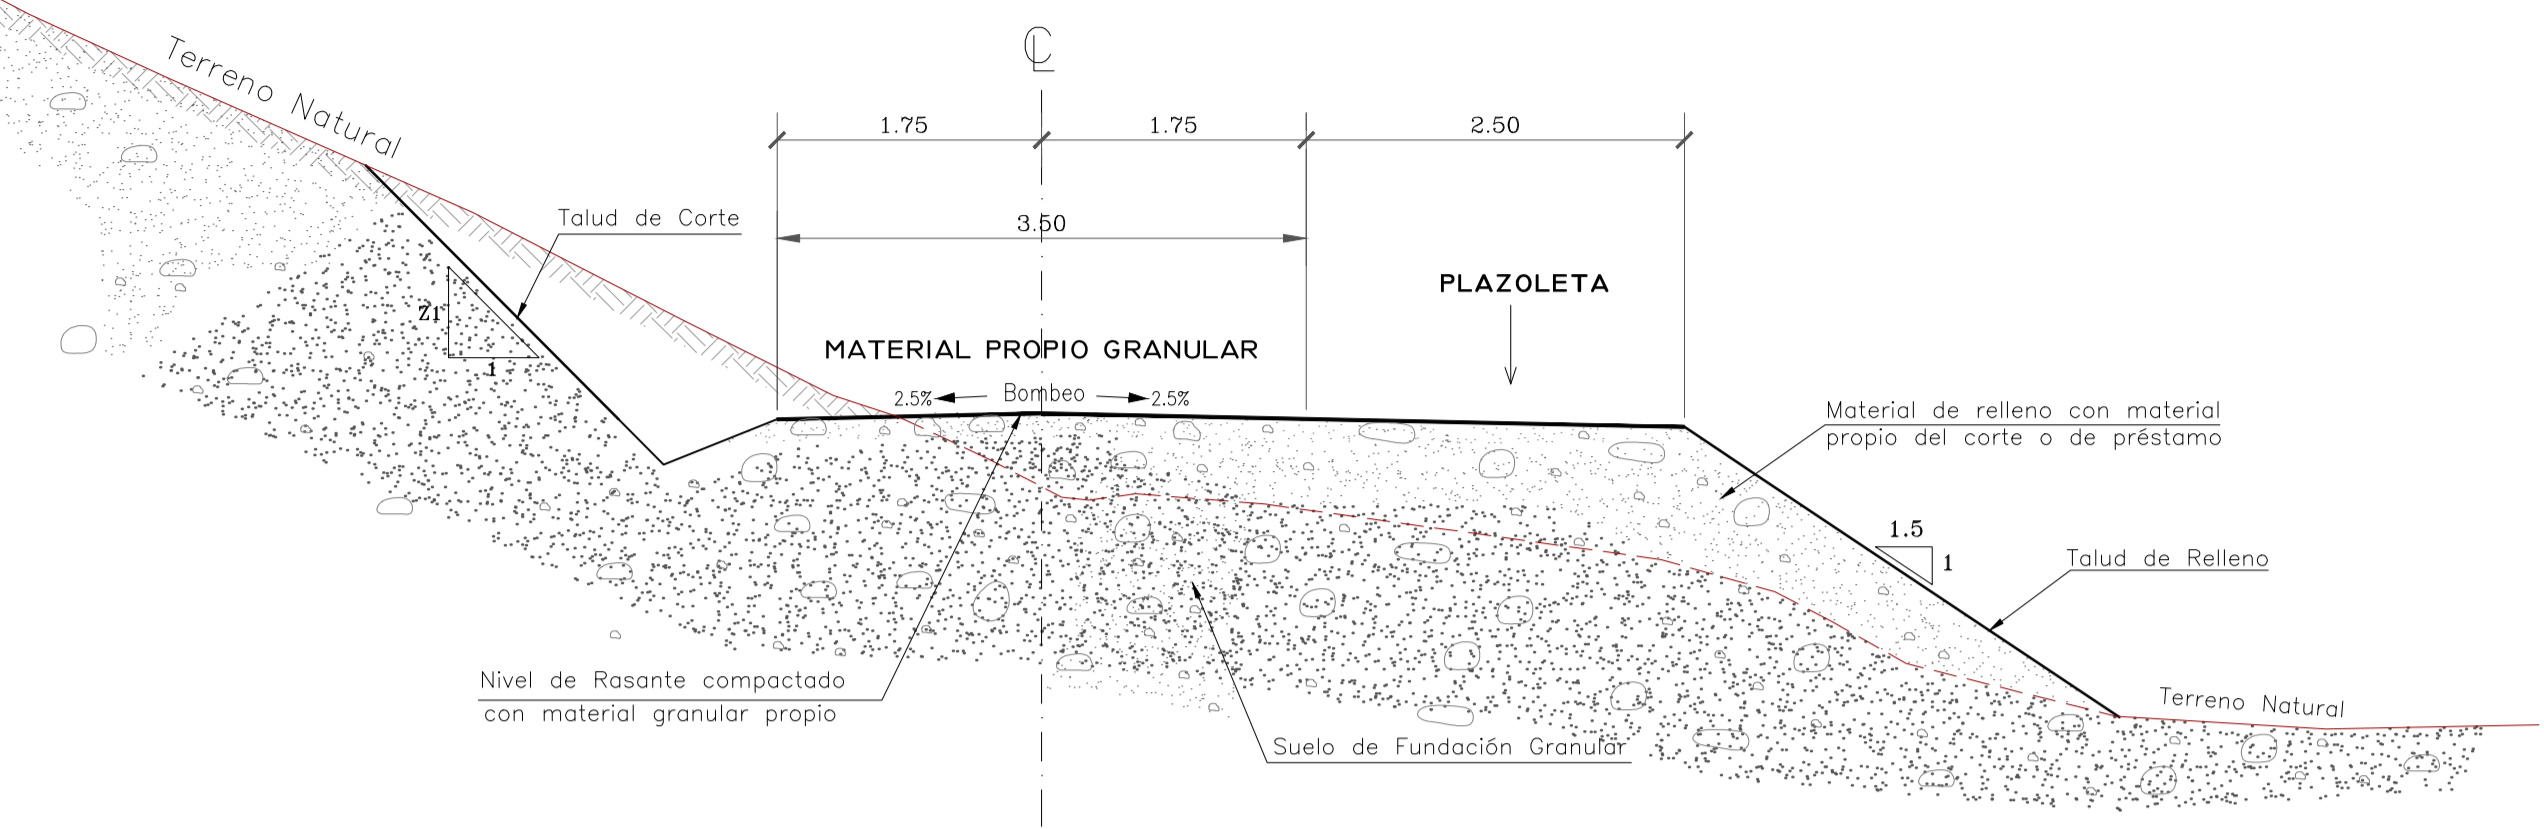 Terreno Natural
℄
1.75
1.75
2.50
3.50
Talud de Corte
Z1
1
PLAZOLETA
MATERIAL PROPIO GRANULAR
2.5%
Bombeo
2.5%
Material de relleno con material
propio del corte o de préstamo
1.5
1
Talud de Relleno
Nivel de Rasante compactado
con material granular propio
Terreno Natural
Suelo de Fundación Granular